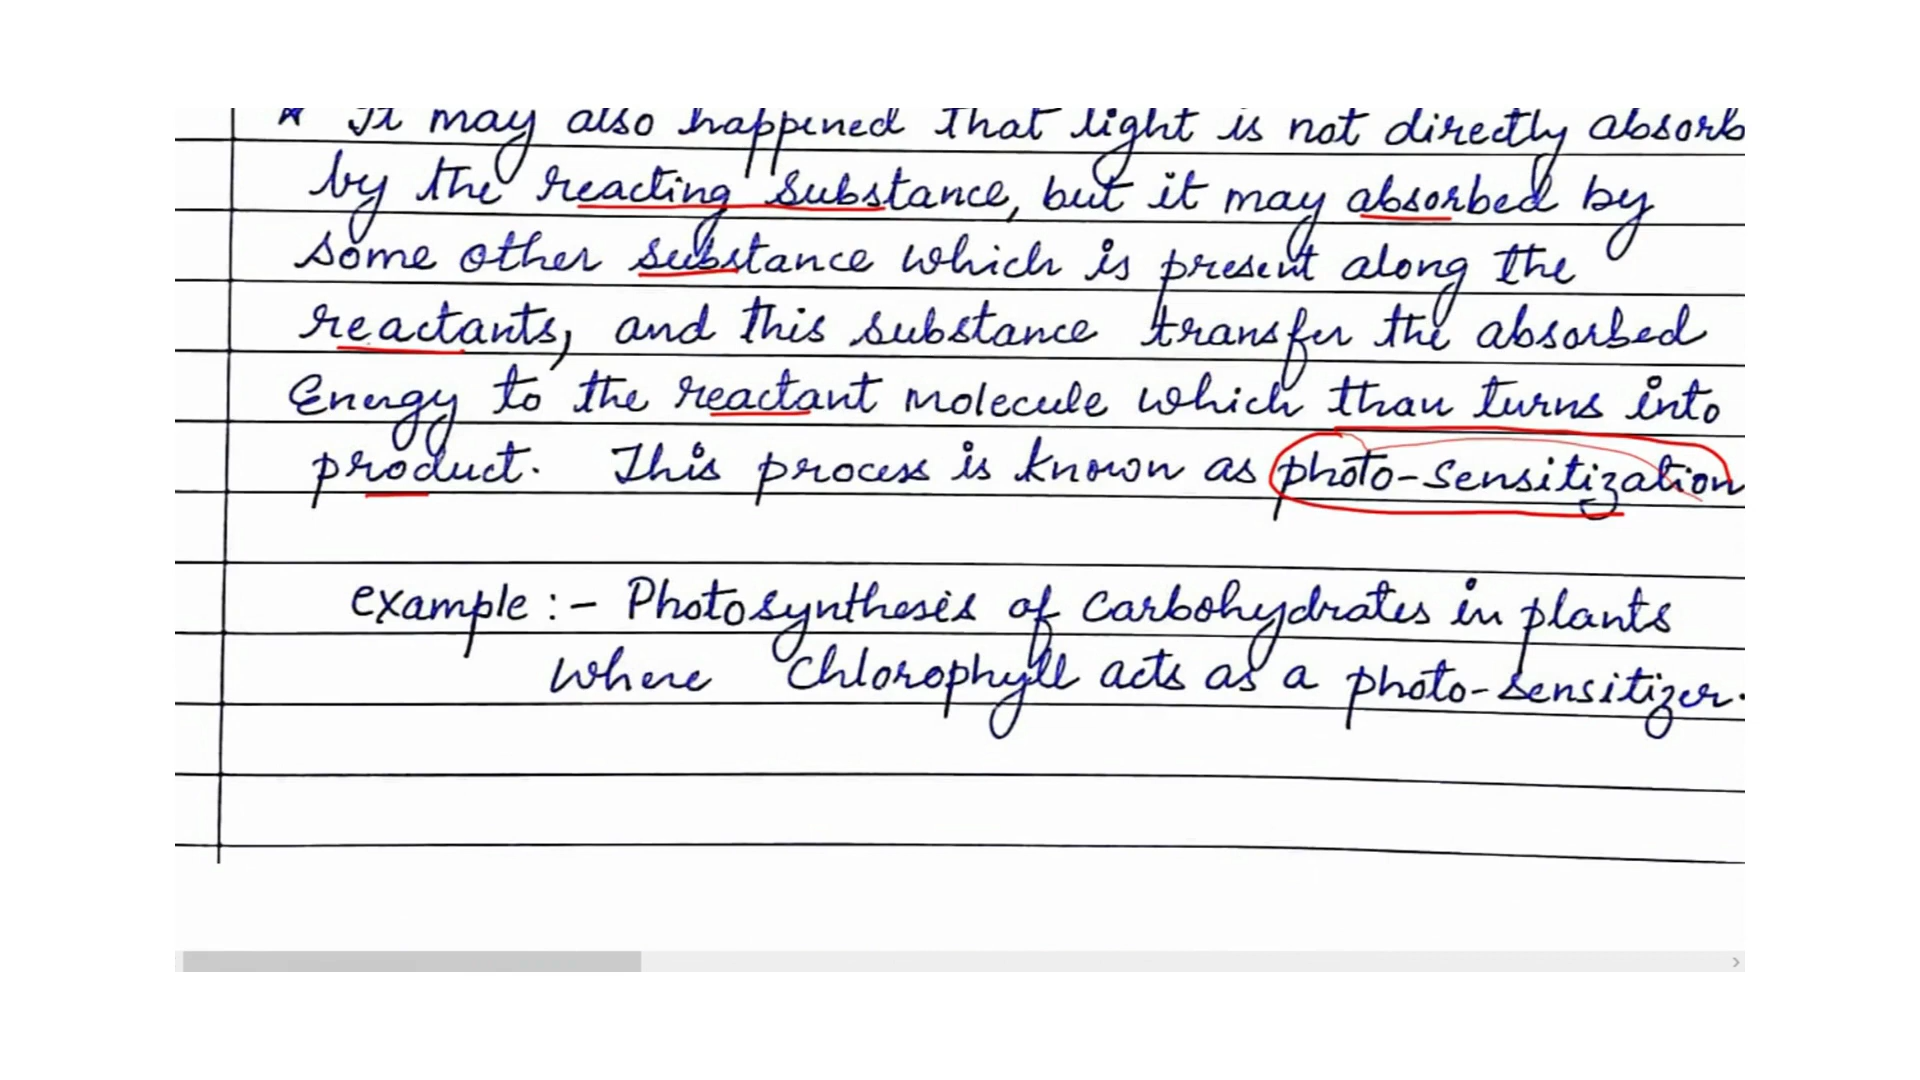 * It may also happened that light is not directly absorb
by the reacting substance, but it may absorbed by
some other substance which is present along the
reactants, and this substance transfer the absorbed
Energy to the reactant molecule which than turns into
product. This process is known as photo-sensitization
example :- Photosynthesis of carbohydrates in plants
where Chlorophyll acts as a photo-sensitizer.